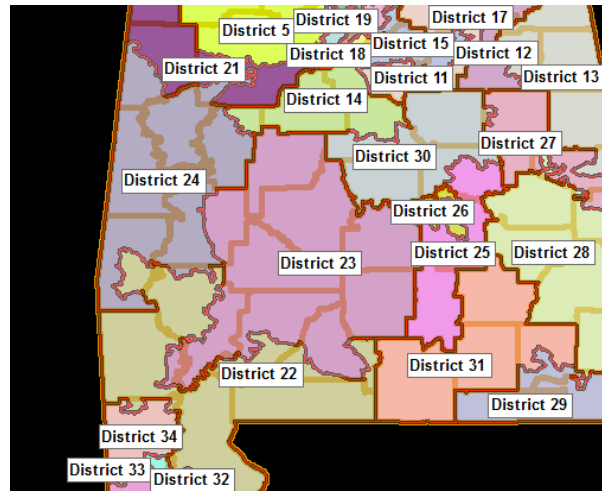 District 19
District 17
District 5
District 15
District 18
District 12
District 21
District 11
District 13
District 14
District 27
District 30
District 24
District 26
District 25
District 28
District 23
District 31
District 22
District 29
District 34
District 33
District 32